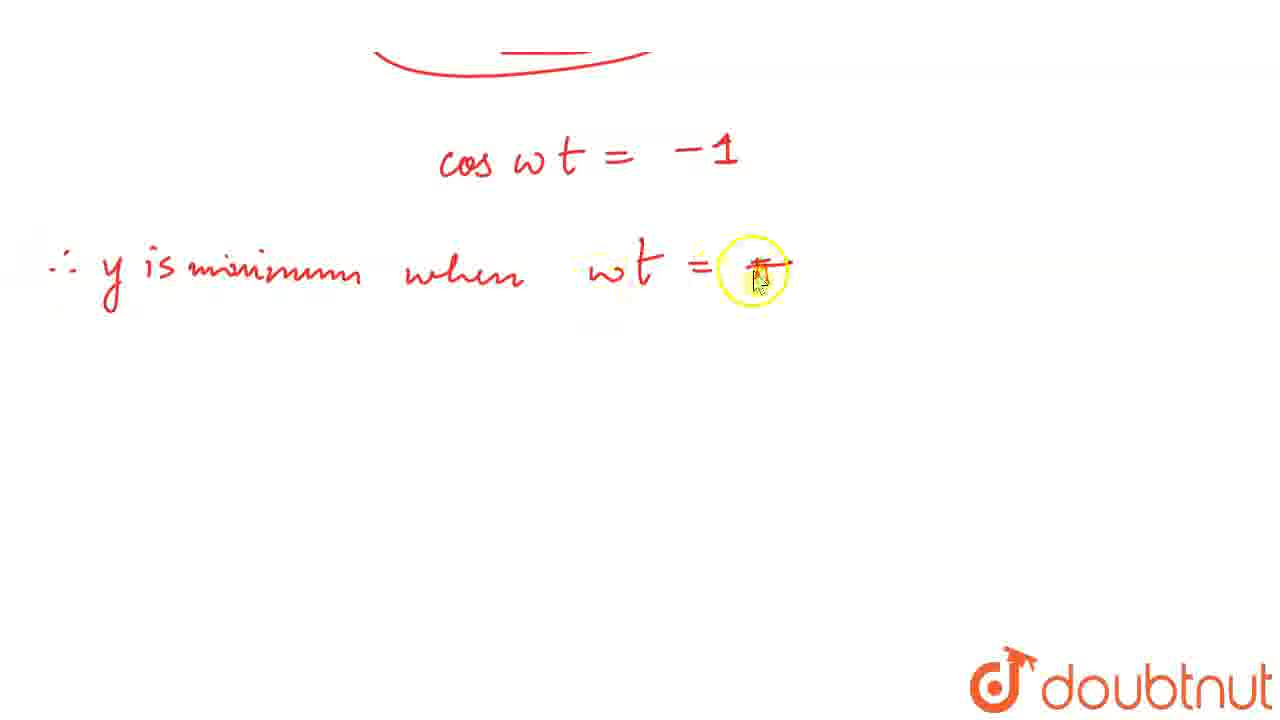 cos ωt = -1
∴ y is minimum when ωt = π
doubtnut